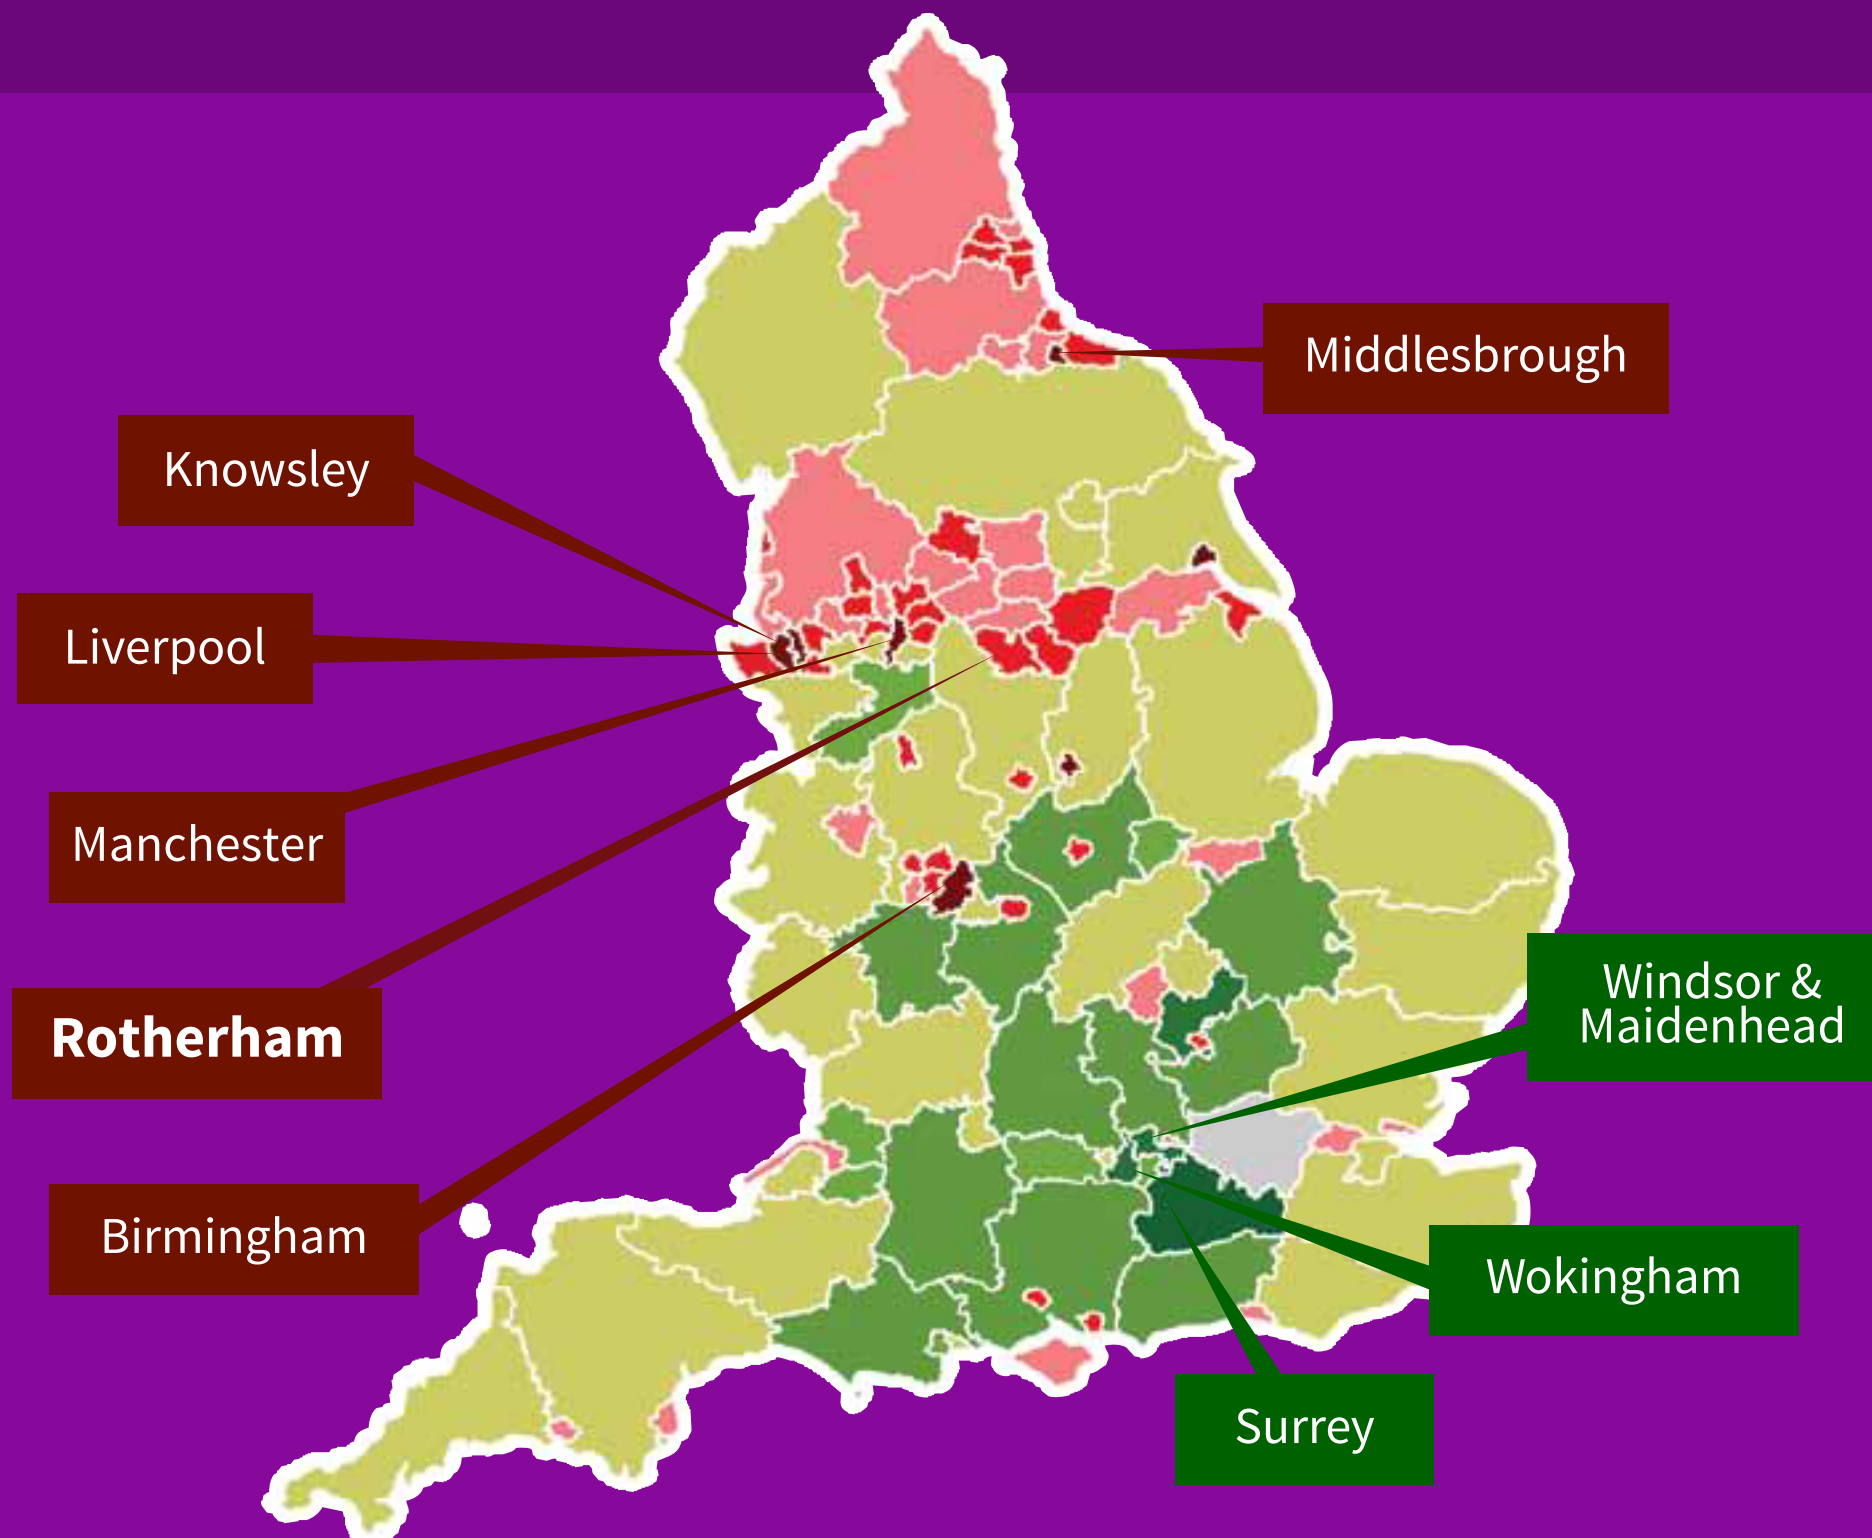 Middlesbrough
Knowsley
Liverpool
Manchester
Windsor &
Maidenhead
Rotherham
Birmingham
Wokingham
Surrey